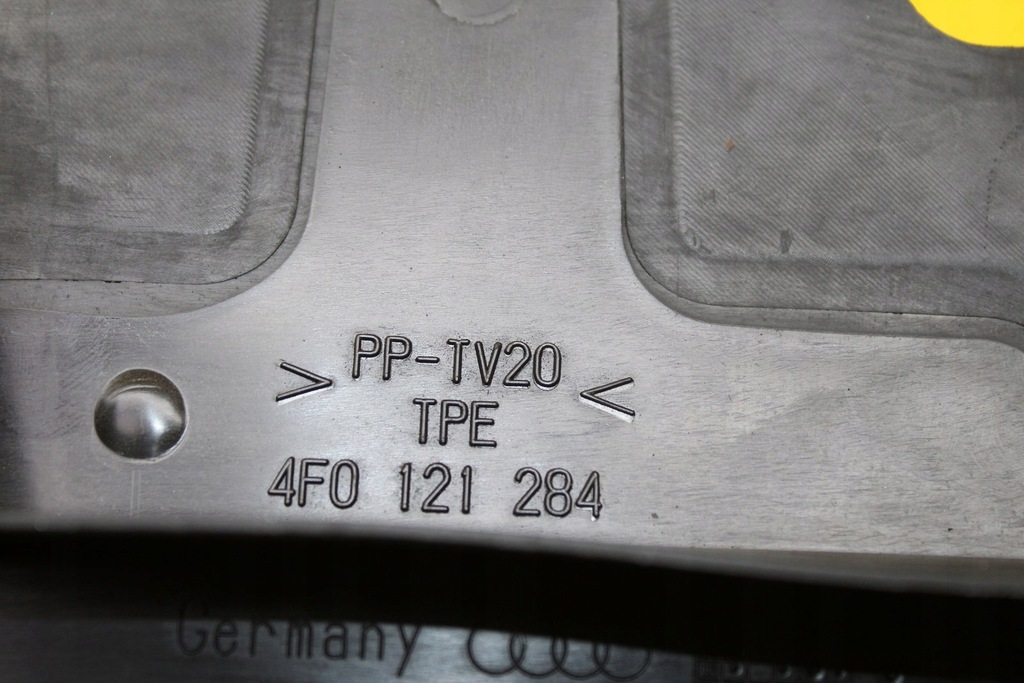 > PP-TV20 <
TPE
4F0 121 284
Germany